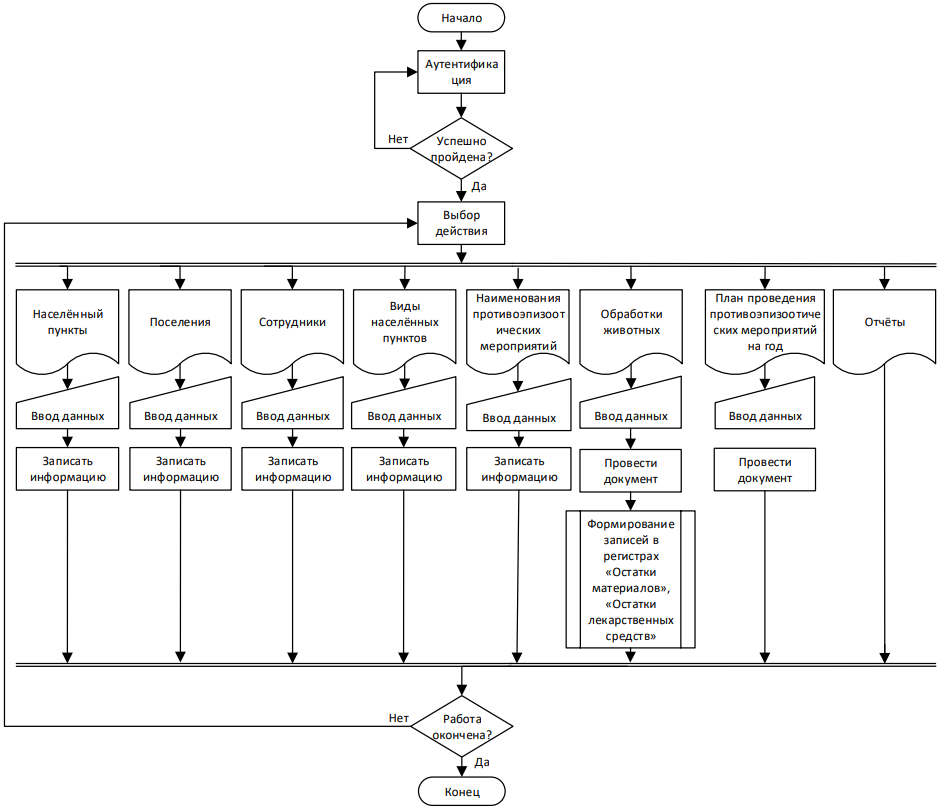 Начало
Аутентифика
ция
Нет
Успешно
пройдена?
Да
Выбор
действия
Населённый
пункты
Поселения
Сотрудники
Виды
населённых
пунктов
Наименования
противоэпизоот
ических
мероприятий
Обработки
животных
План проведения
противоэпизоотиче
ских мероприятий
на год
Отчёты
Ввод данных
Ввод данных
Ввод данных
Ввод данных
Ввод данных
Ввод данных
Ввод данных
Записать
информацию
Записать
информацию
Записать
информацию
Записать
информацию
Записать
информацию
Провести
документ
Провести
документ
Формирование
записей в
регистрах
«Остатки
материалов»,
«Остатки
лекарственных
средств»
Нет
Работа
окончена?
Да
Конец